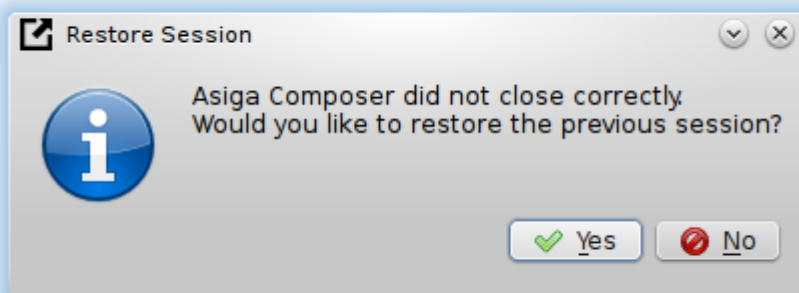 Restore Session
Asiga Composer did not close correctly.
Would you like to restore the previous session?
Yes
No